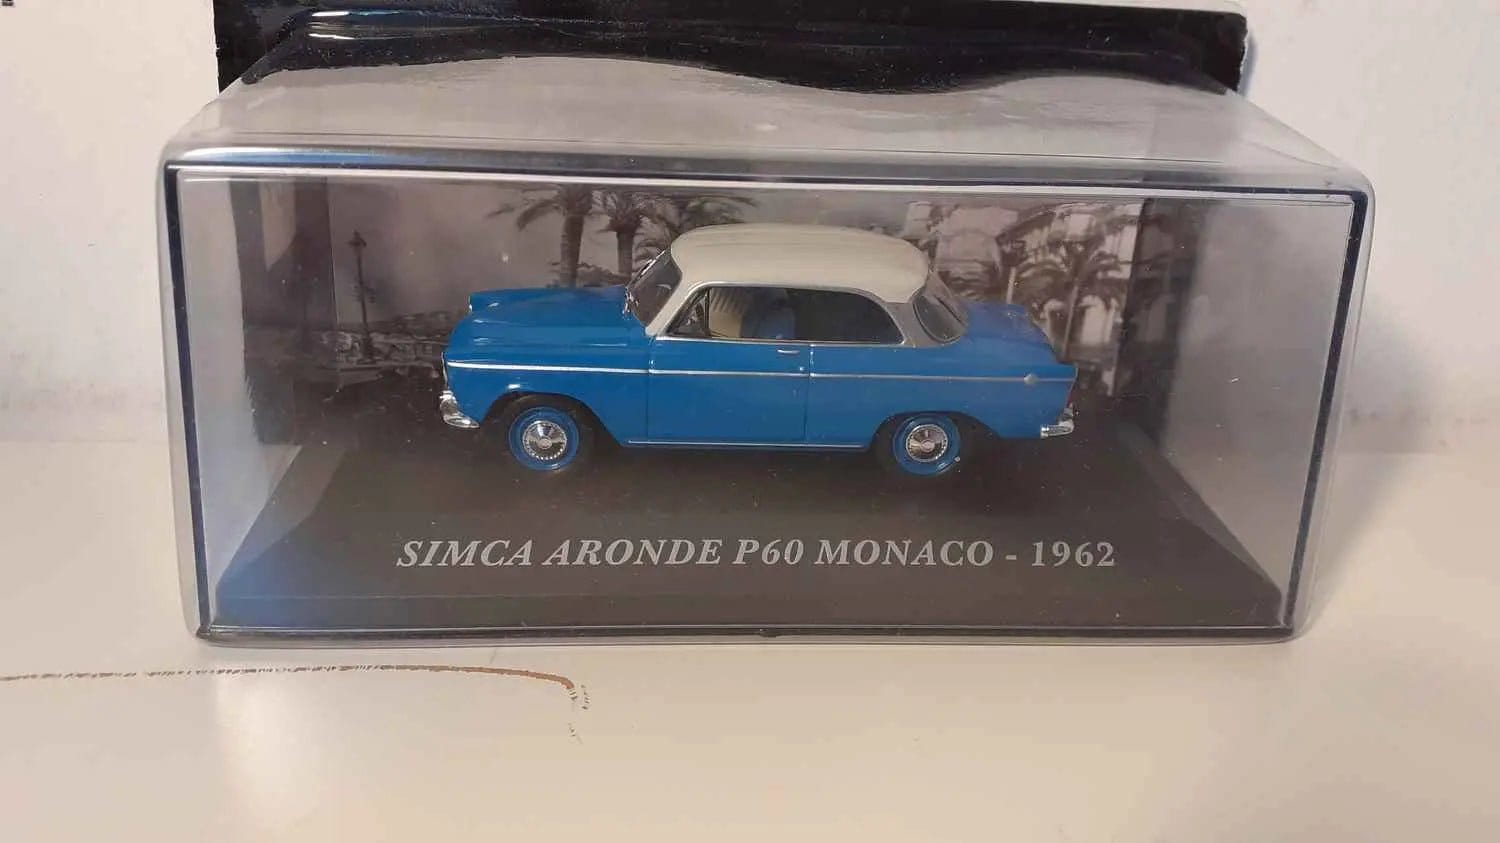 SIMCA ARONDE P60 MONACO - 1962